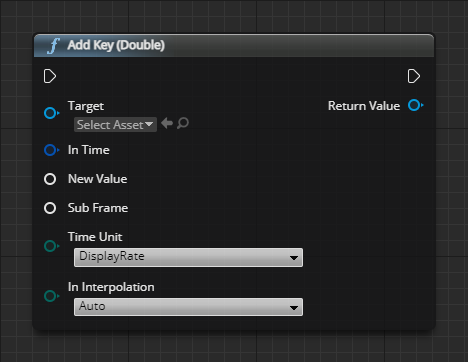 Add Key (Double)
Target
Return Value
Select Asset
In Time
New Value
Sub Frame
Time Unit
DisplayRate
In Interpolation
Auto